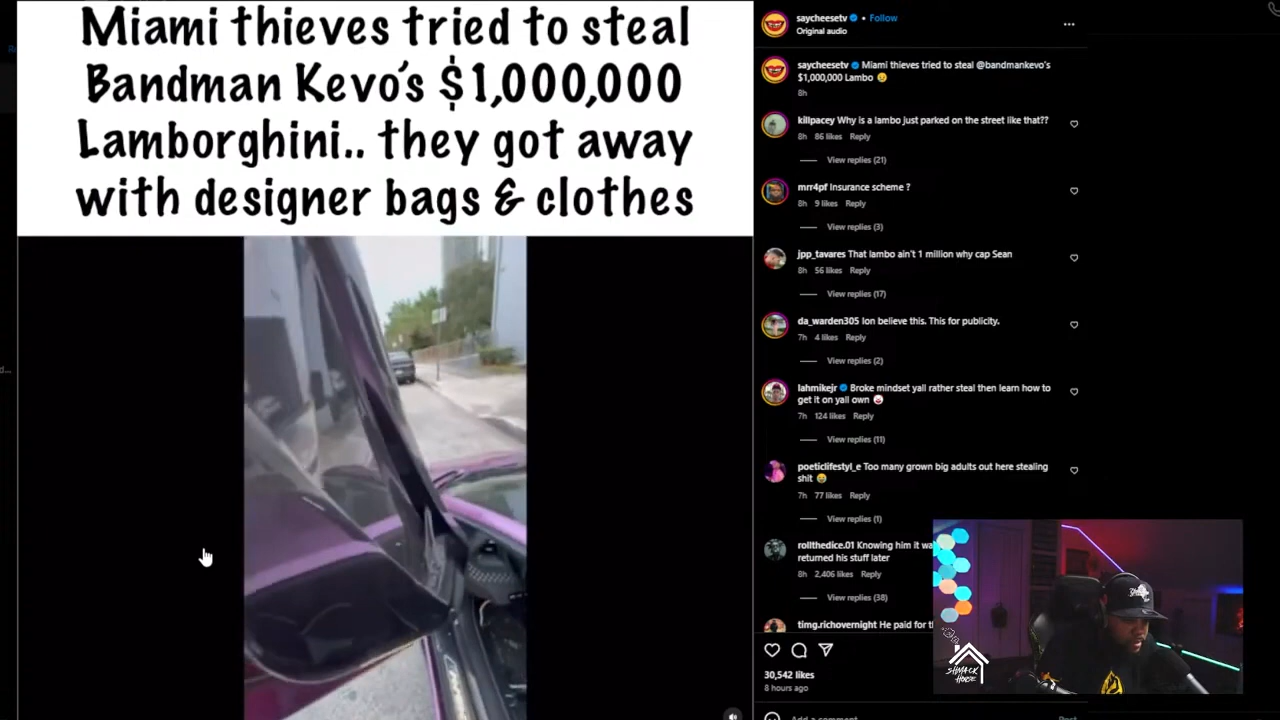 Miami thieves tried to steal
Bandman Kevo's $1,000,000
Lamborghini.. they got away
with designer bags & clothes
saycheesetv • Follow
Original audio
saycheesetv Miami thieves tried to steal @bandmankevo's
$1,000,000 Lambo
8h
killpacey Why is a lambo just parked on the street like that??
8h 86 likes Reply
View replies (21)
mrr4pf Insurance scheme ?
8h 9 likes Reply
View replies (3)
jpp_tavares That lambo ain't 1 million why cap Sean
8h 56 likes Reply
View replies (17)
da_warden305 Ion believe this. This for publicity.
7h 4 likes Reply
View replies (2)
lahmikejr Broke mindset yall rather steal then learn how to
get it on yall own
7h 124 likes Reply
View replies (11)
poeticlifestyl_e Too many grown big adults out here stealing
shit
7h 77 likes Reply
View replies (1)
rollthedice.01 Knowing him it wa
returned his stuff later
8h 2,406 likes Reply
View replies (38)
timg.richovernight He paid for th
30,542 likes
8 hours ago
Add a comment...
Post
SHMACK
HOUSE